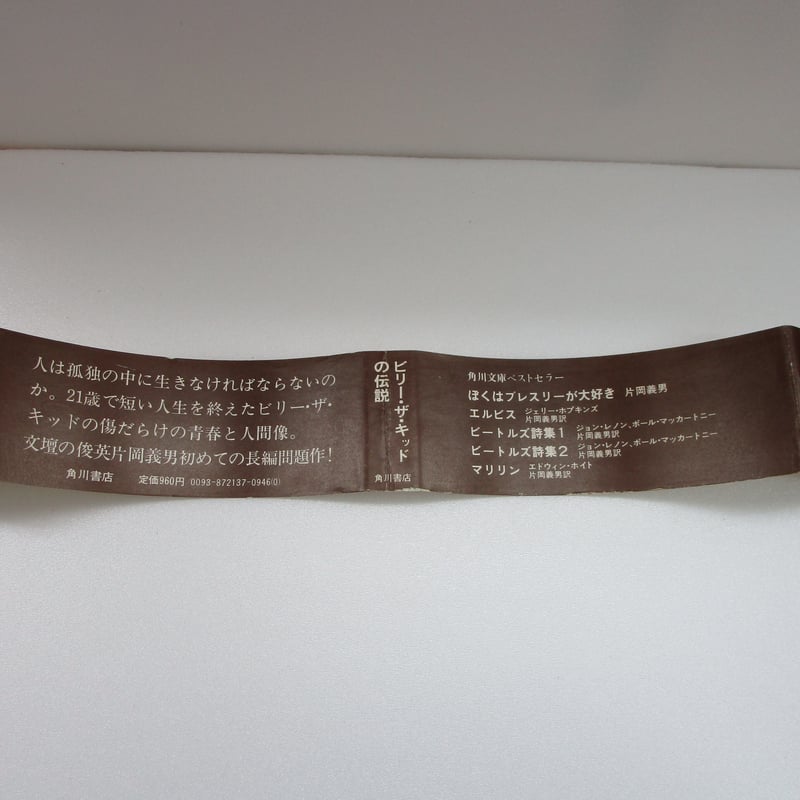 人は孤独の中に生きなければならないの
か。21歳で短い人生を終えたビリー・ザ・
キッドの傷だらけの青春と人間像。
文壇の俊英片岡義男初めての長編問題作!
角川書店 定価960円 0093-872137-0946(0)
ビリー・ザ・キッド
の伝説
角川書店
角川文庫ベストセラー
ぼくはプレスリーが大好き 片岡義男
エルビス ジェリー・ホプキンズ
片岡義男訳
ビートルズ詩集1 ジョン・レノン、ポール・マッカートニー
片岡義男訳
ビートルズ詩集2 ジョン・レノン、ポール・マッカートニー
片岡義男訳
マリリン エドウィン・ホイト
片岡義男訳